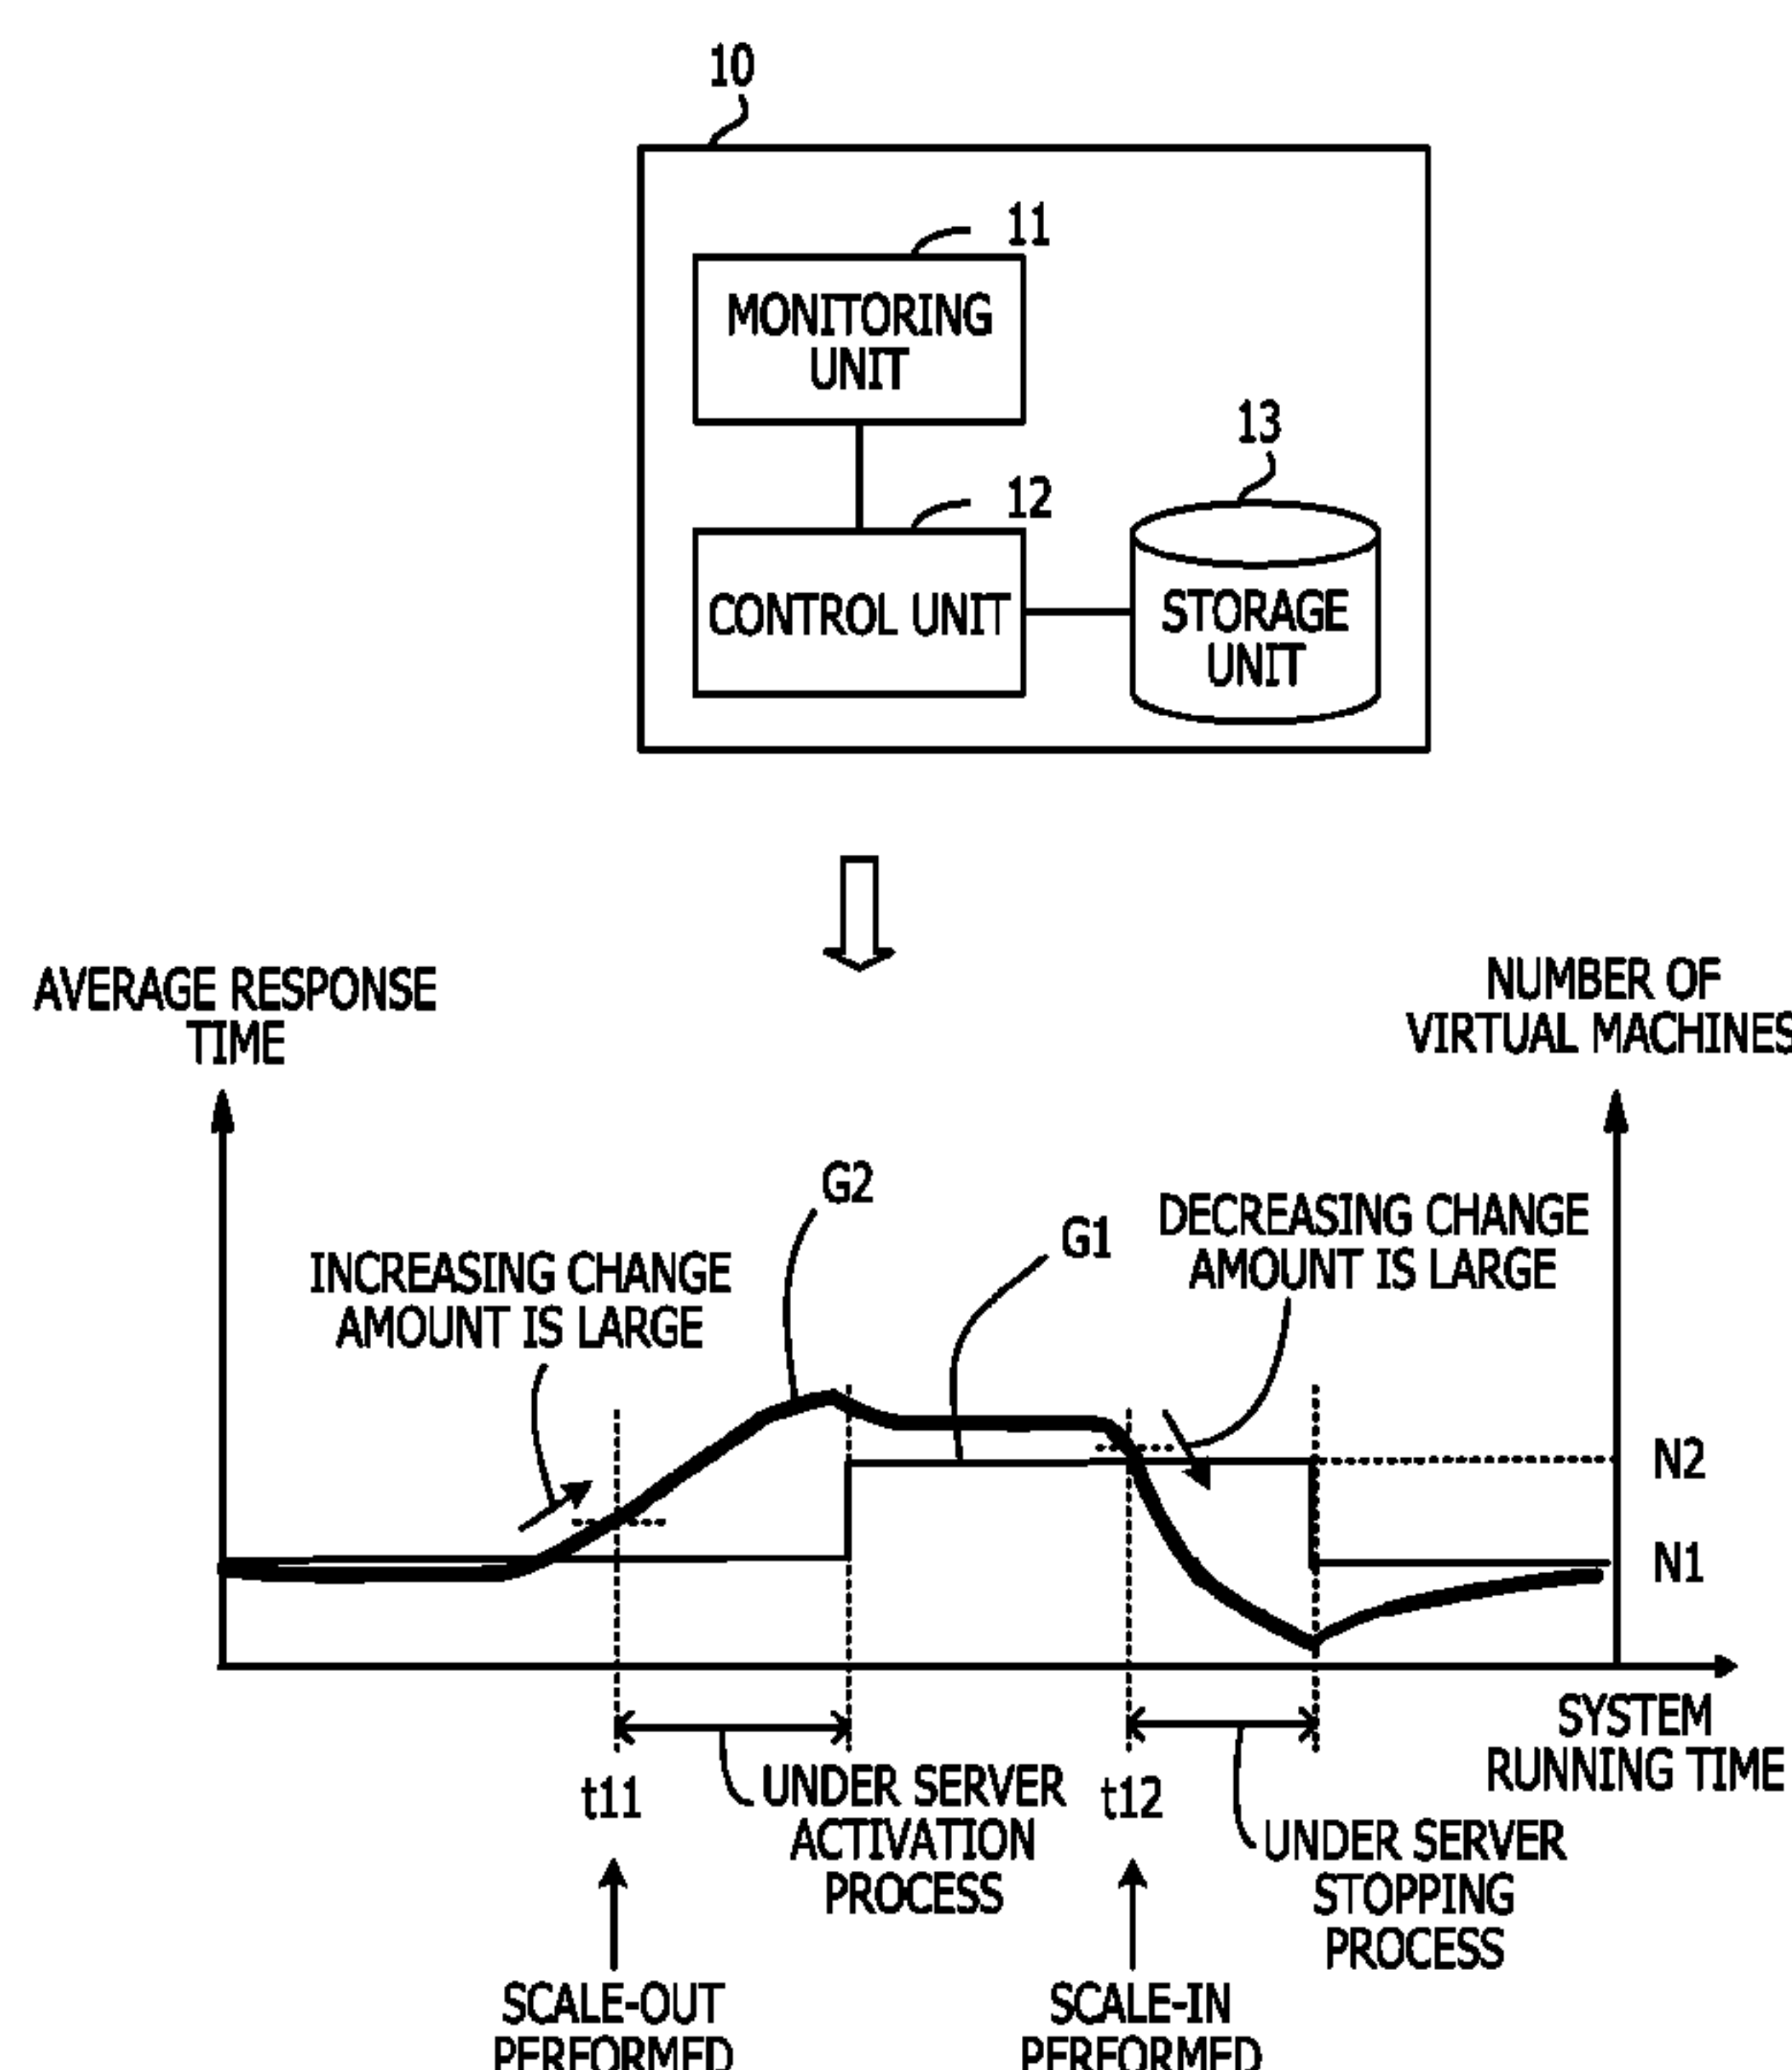 10
11
MONITORING
UNIT
13
12
CONTROL UNIT
STORAGE
UNIT
AVERAGE RESPONSE
TIME
NUMBER OF
VIRTUAL MACHINES
G2
G1
DECREASING CHANGE
AMOUNT IS LARGE
INCREASING CHANGE
AMOUNT IS LARGE
N2
N1
SYSTEM
RUNNING TIME
t11
UNDER SERVER
ACTIVATION
PROCESS
t12
UNDER SERVER
STOPPING
PROCESS
SCALE-OUT
PERFORMED
SCALE-IN
PERFORMED